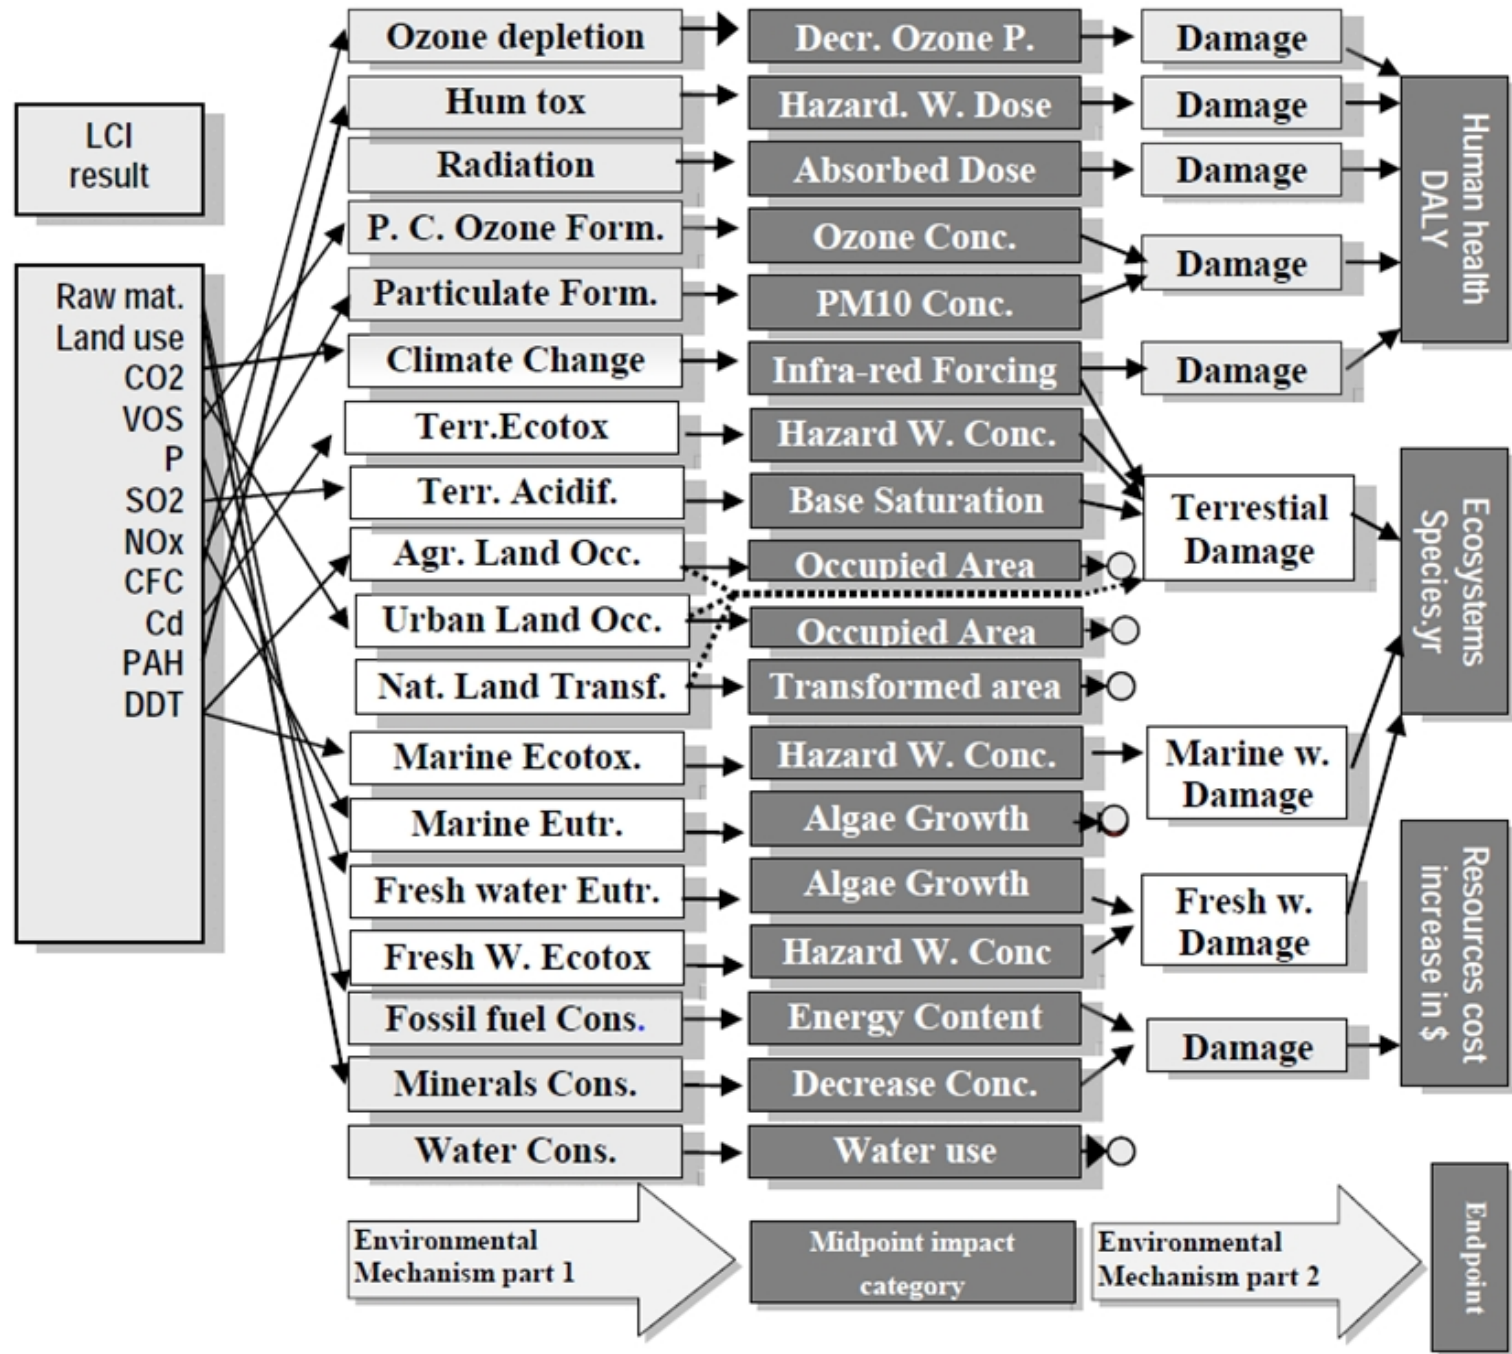 LCI
result
Raw mat.
Land use
CO2
VOS
P
SO2
NOx
CFC
Cd
PAH
DDT
Ozone depletion
Hum tox
Radiation
P. C. Ozone Form.
Particulate Form.
Climate Change
Terr.Ecotox
Terr. Acidif.
Agr. Land Occ.
Urban Land Occ.
Nat. Land Transf.
Marine Ecotox.
Marine Eutr.
Fresh water Eutr.
Fresh W. Ecotox
Fossil fuel Cons.
Minerals Cons.
Water Cons.
Decr. Ozone P.
Hazard. W. Dose
Absorbed Dose
Ozone Conc.
PM10 Conc.
Infra-red Forcing
Hazard W. Conc.
Base Saturation
Occupied Area
Occupied Area
Transformed area
Hazard W. Conc.
Algae Growth
Algae Growth
Hazard W. Conc
Energy Content
Decrease Conc.
Water use
Damage
Damage
Damage
Damage
Damage
Terrestial
Damage
Marine w.
Damage
Fresh w.
Damage
Damage
Human health
DALY
Ecosystems
Species.yr
Resources cost
increase in $
Environmental
Mechanism part 1
Midpoint impact
category
Environmental
Mechanism part 2
Endpoint